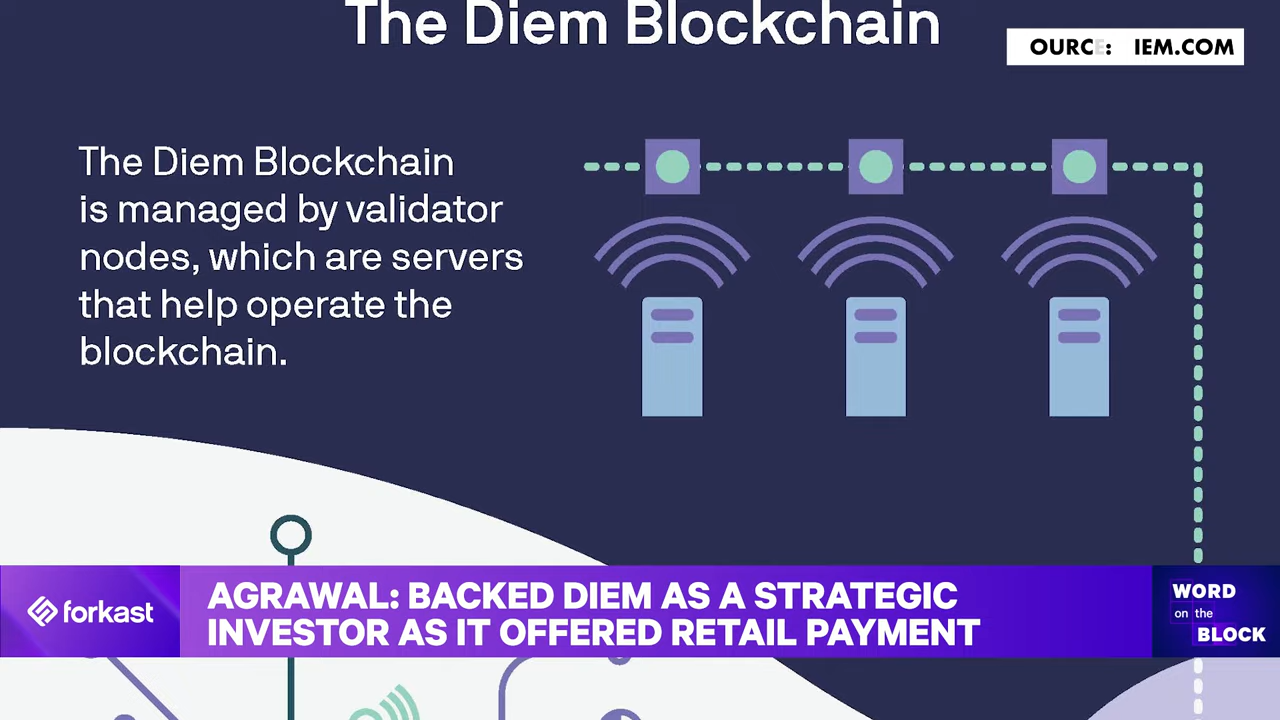 The Diem Blockchain
OURCE: IEM.COM
The Diem Blockchain
is managed by validator
nodes, which are servers
that help operate the
blockchain.
forkast
AGRAWAL: BACKED DIEM AS A STRATEGIC
INVESTOR AS IT OFFERED RETAIL PAYMENT
WORD
on the
BLOCK